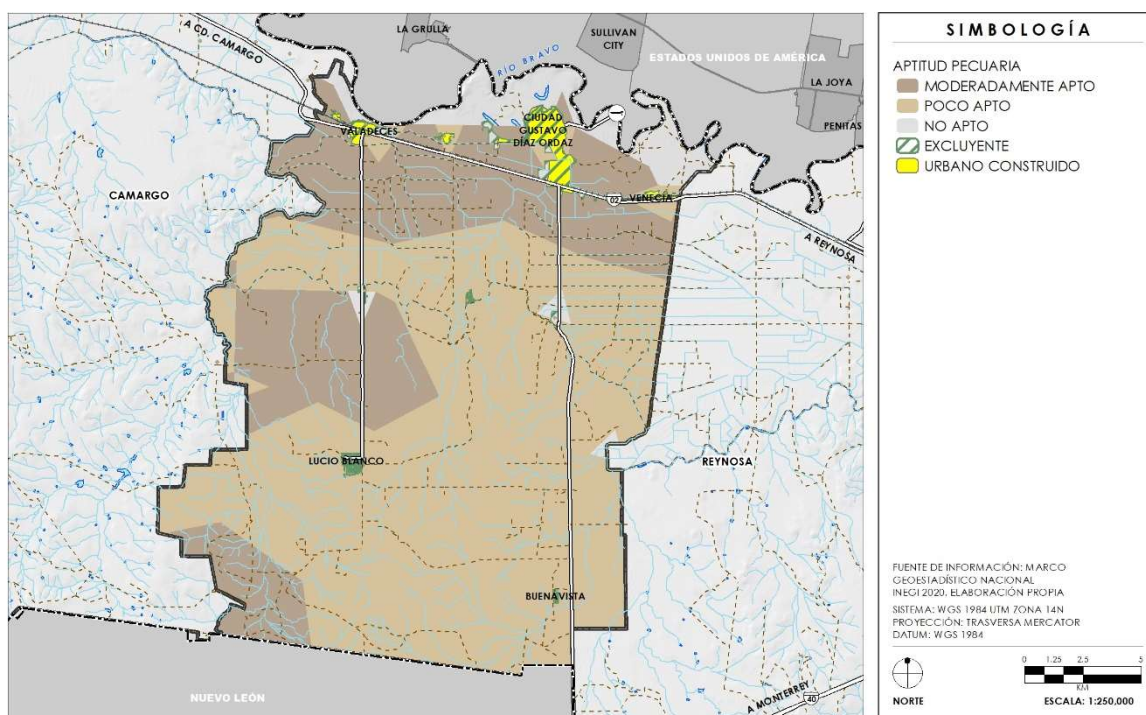 A CD. CAMARGO
LA GRULLA
SULLIVAN
CITY
ESTADOS UNIDOS DE AMÉRICA
RÍO BRAVO
LA JOYA
PENITAS
VALADECES
CIUDAD
GUSTAVO
DÍAZ ORDAZ
CAMARGO
02
VENECIA
A REYNOSA
LUCIO BLANCO
REYNOSA
BUENAVISTA
NUEVO LEÓN
A MONTERREY
40
SIMBOLOGÍA
APTITUD PECUARIA
MODERADAMENTE APTO
POCO APTO
NO APTO
EXCLUYENTE
URBANO CONSTRUIDO
FUENTE DE INFORMACIÓN: MARCO
GEOESTADÍSTICO NACIONAL
INEGI 2020, ELABORACIÓN PROPIA
SISTEMA: WGS 1984 UTM ZONA 14N
PROYECCIÓN: TRASVERSA MERCATOR
DATUM: WGS 1984
NORTE
0 1.25 2.5 5
KM
ESCALA: 1:250,000